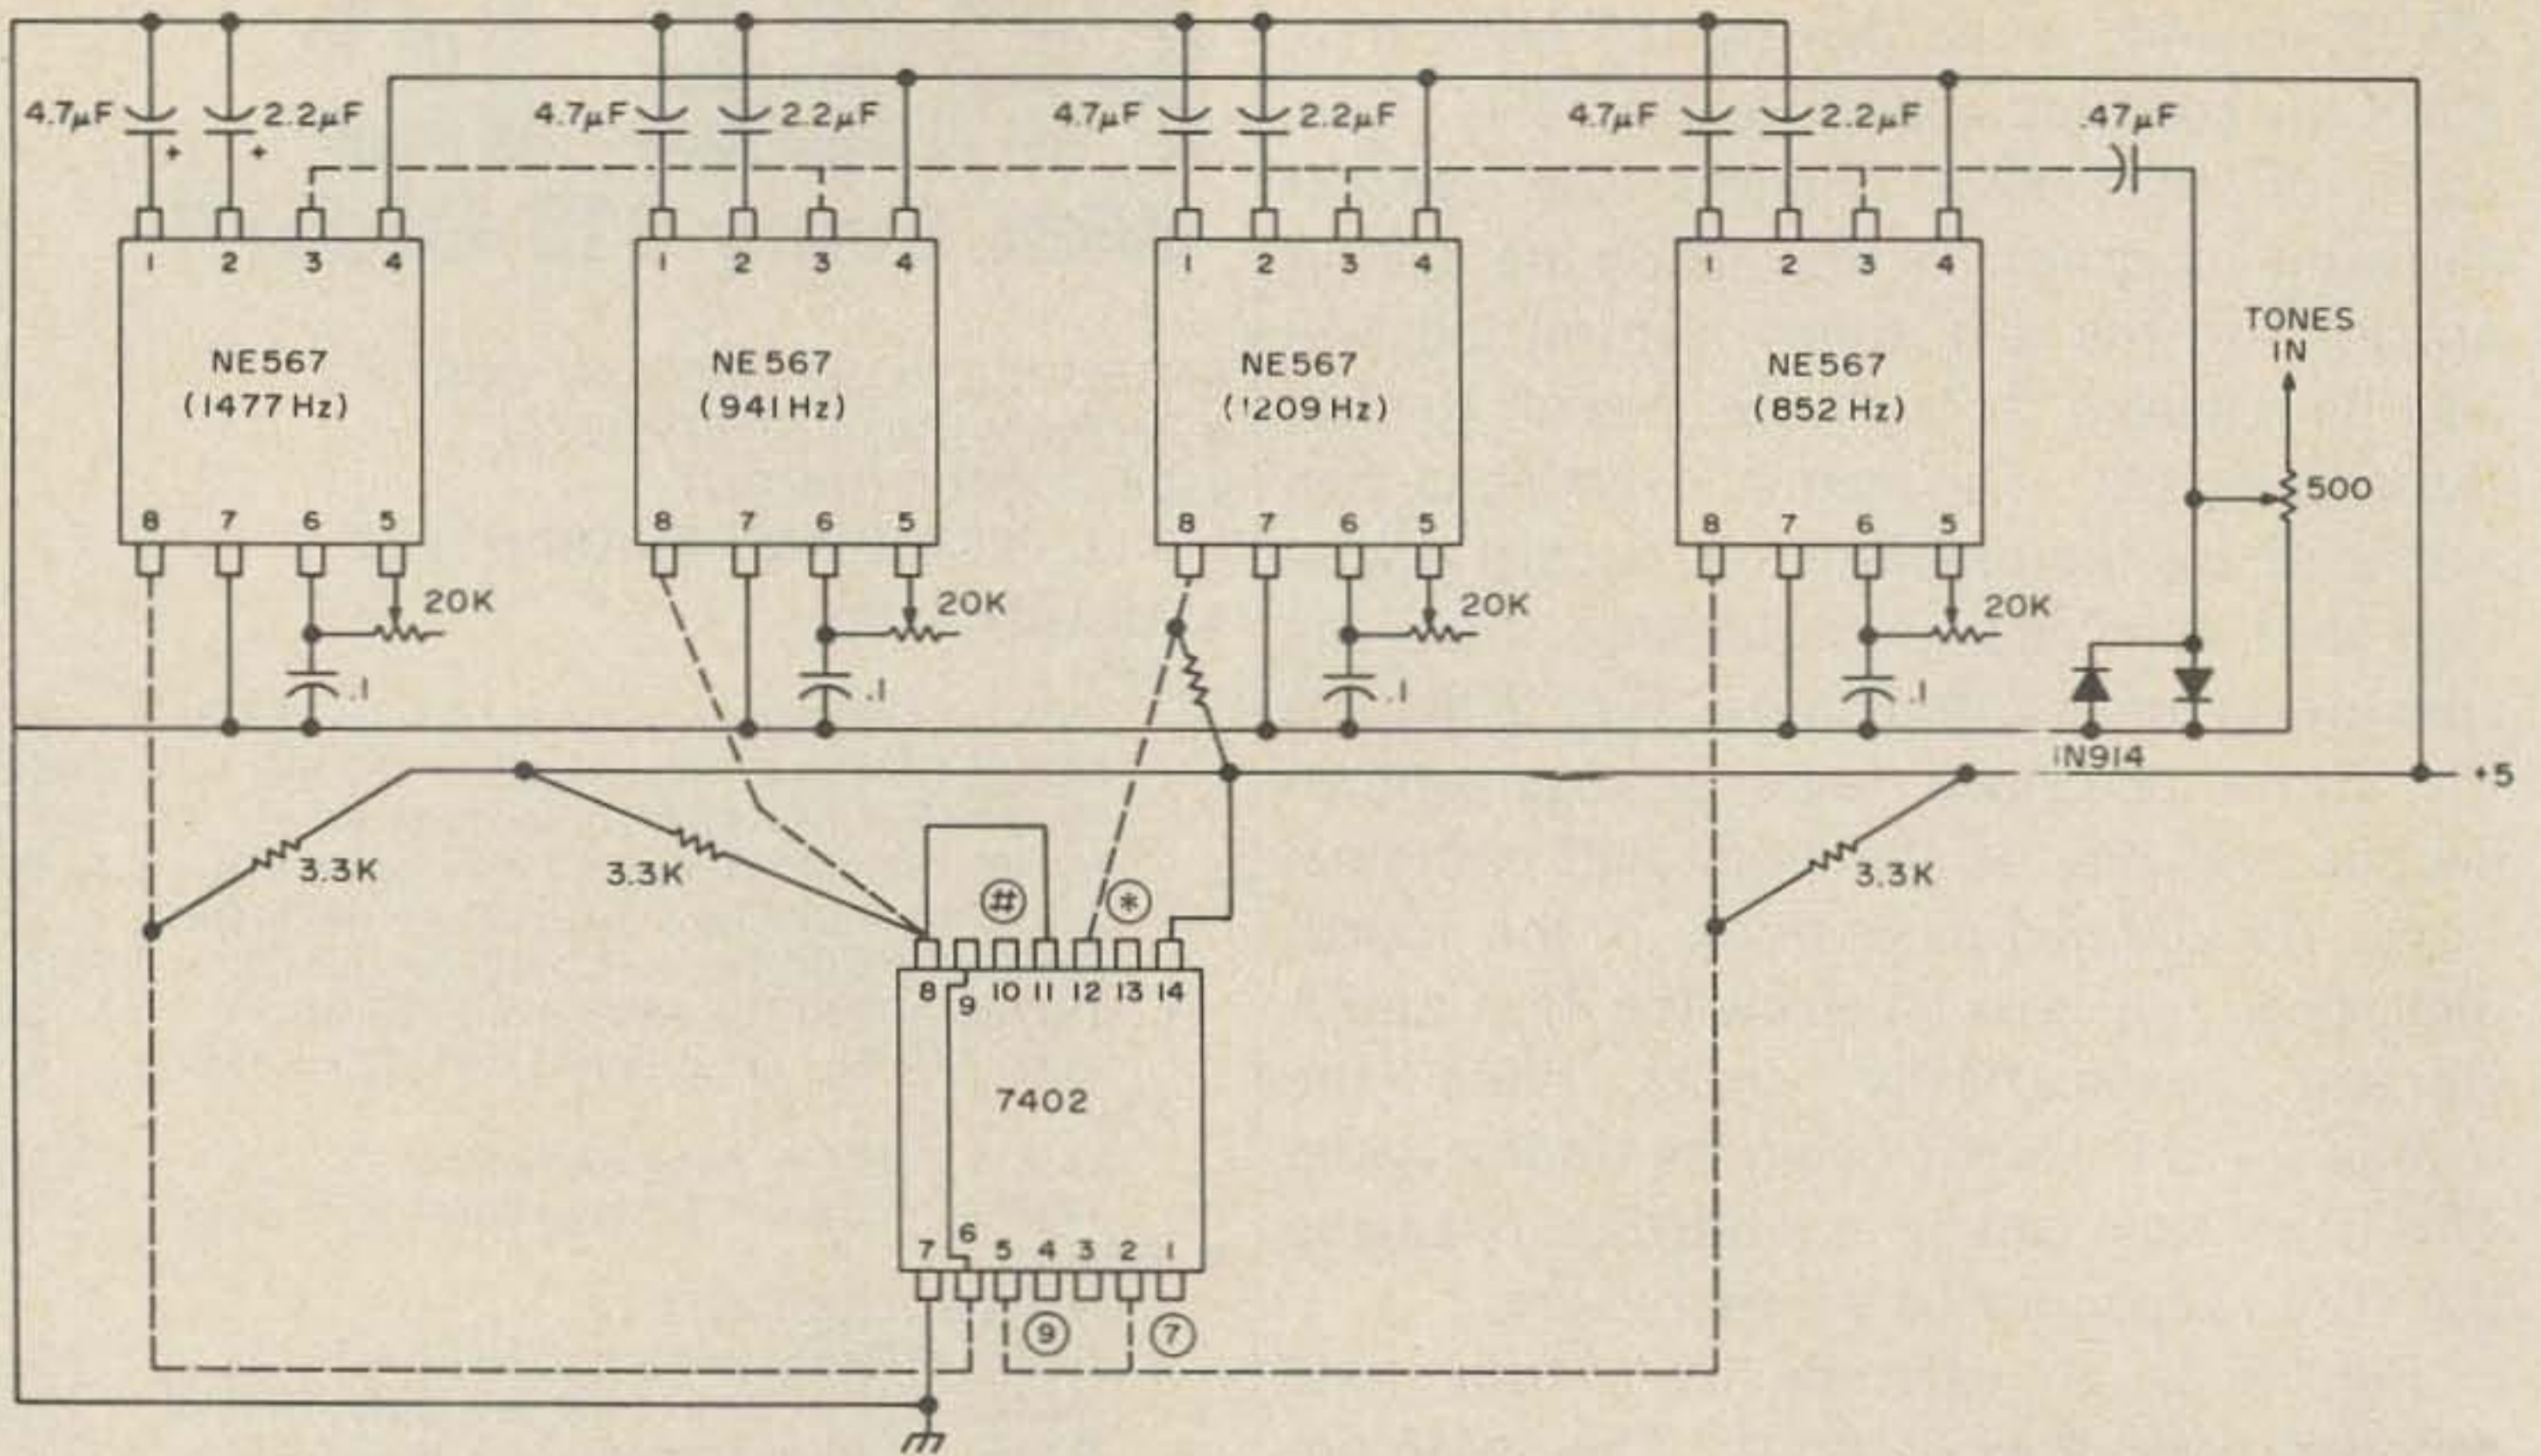 4.7µF
+
+
2.2µF
4.7µF
2.2µF
4.7µF
2.2µF
4.7µF
2.2µF
.47µF
1 2 3 4
NE567
(1477 Hz)
8 7 6 5
1 2 3 4
NE567
(941 Hz)
8 7 6 5
1 2 3 4
NE567
(1209 Hz)
8 7 6 5
1 2 3 4
NE567
(852 Hz)
8 7 6 5
TONES
IN
500
20K
20K
20K
20K
.1
.1
.1
.1
1N914
+5
3.3K
3.3K
3.3K
# *
8 9 10 11 12 13 14
7402
7 6 5 4 3 2 1
9 7